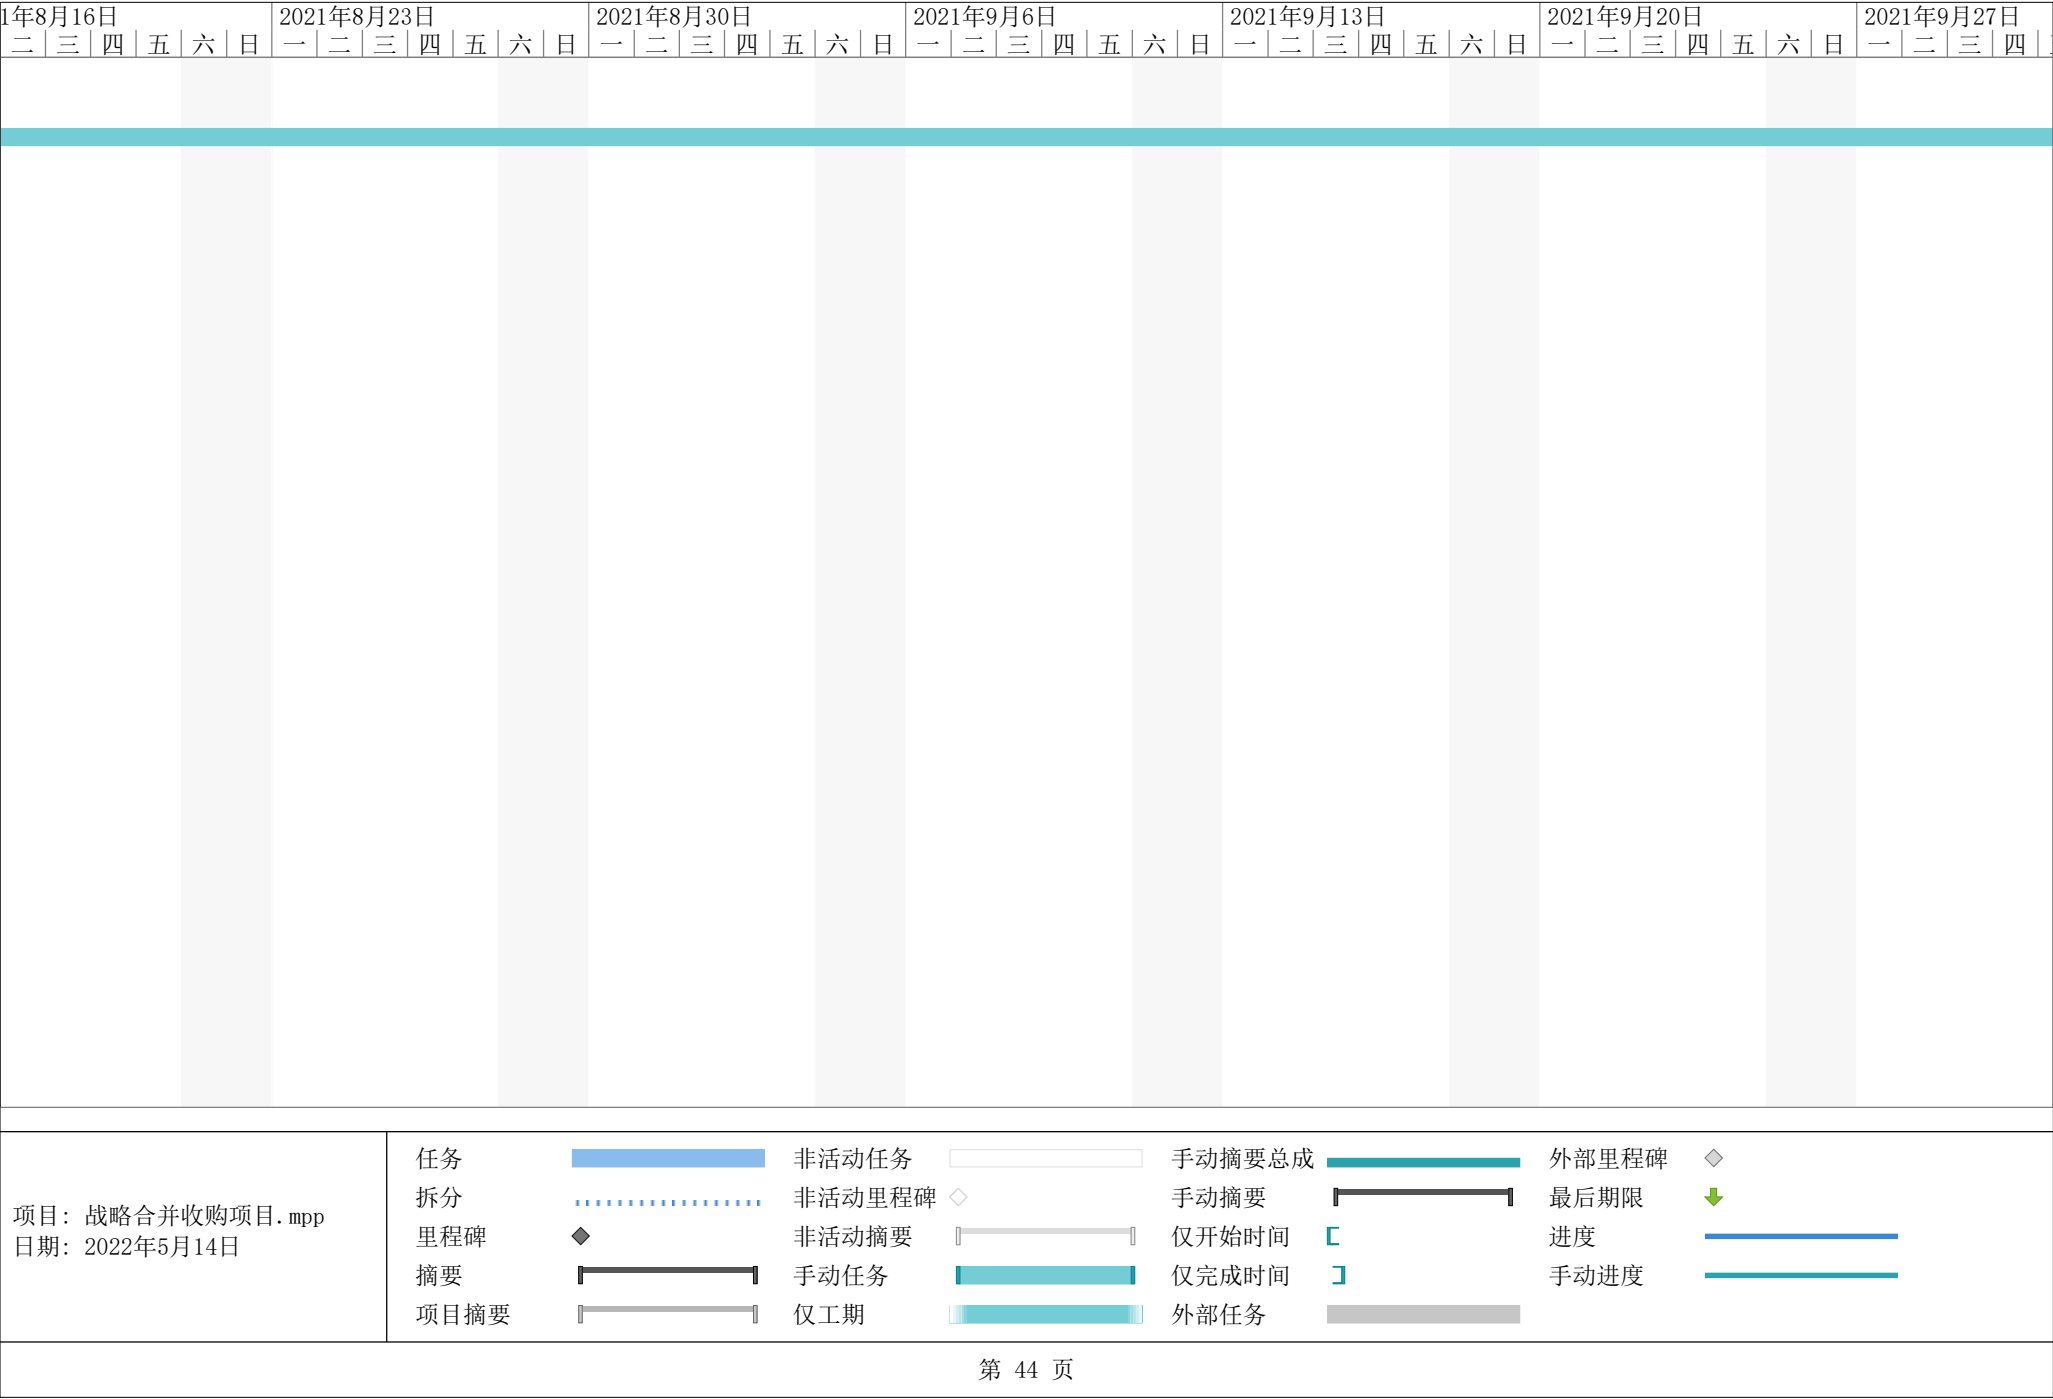 1年8月16日 2021年8月23日 2021年8月30日 2021年9月6日 2021年9月13日 2021年9月20日 2021年9月27日
二 三 四 五 六 日 一 二 三 四 五 六 日 一 二 三 四 五 六 日 一 二 三 四 五 六 日 一 二 三 四 五 六 日 一 二 三 四 五 六 日 一 二 三 四
项目: 战略合并收购项目.mpp
日期: 2022年5月14日
任务 非活动任务 手动摘要总成 外部里程碑
拆分 非活动里程碑 手动摘要 最后期限
里程碑 非活动摘要 仅开始时间 进度
摘要 手动任务 仅完成时间 手动进度
项目摘要 仅工期 外部任务
第 44 页